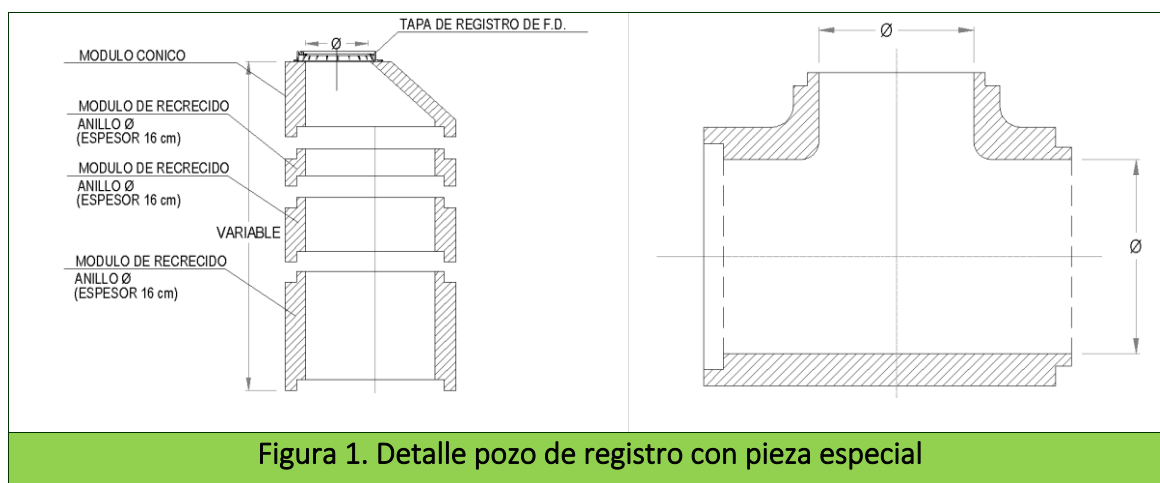 TAPA DE REGISTRO DE F.D.
Ø
MODULO CONICO
MODULO DE RECRECIDO
ANILLO Ø
(ESPESOR 16 cm)
MODULO DE RECRECIDO
ANILLO Ø
(ESPESOR 16 cm)
VARIABLE
MODULO DE RECRECIDO
ANILLO Ø
(ESPESOR 16 cm)
Ø
Ø
Figura 1. Detalle pozo de registro con pieza especial